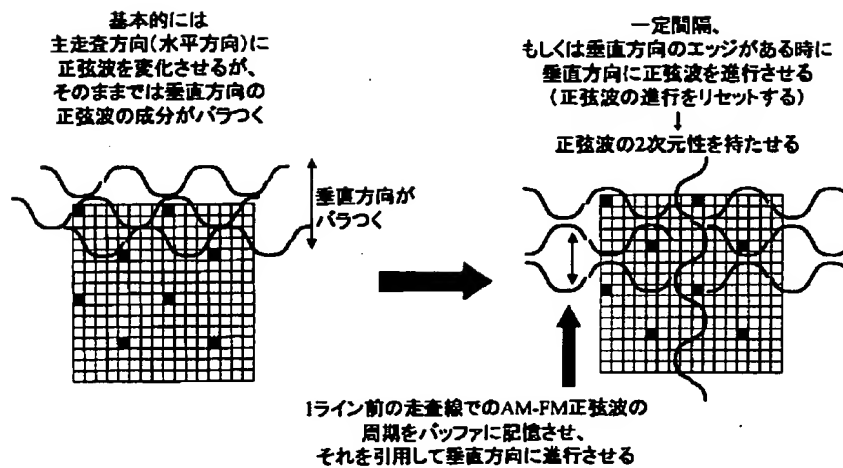 基本的には
主走査方向(水平方向)に
正弦波を変化させるが、
そのままでは垂直方向の
正弦波の成分がバラつく
垂直方向が
バラつく
一定間隔、
もしくは垂直方向のエッジがある時に
垂直方向に正弦波を進行させる
(正弦波の進行をリセットする)
正弦波の2次元性を持たせる
1ライン前の走査線でのAM-FM正弦波の
周期をバッファに記憶させ、
それを引用して垂直方向に進行させる